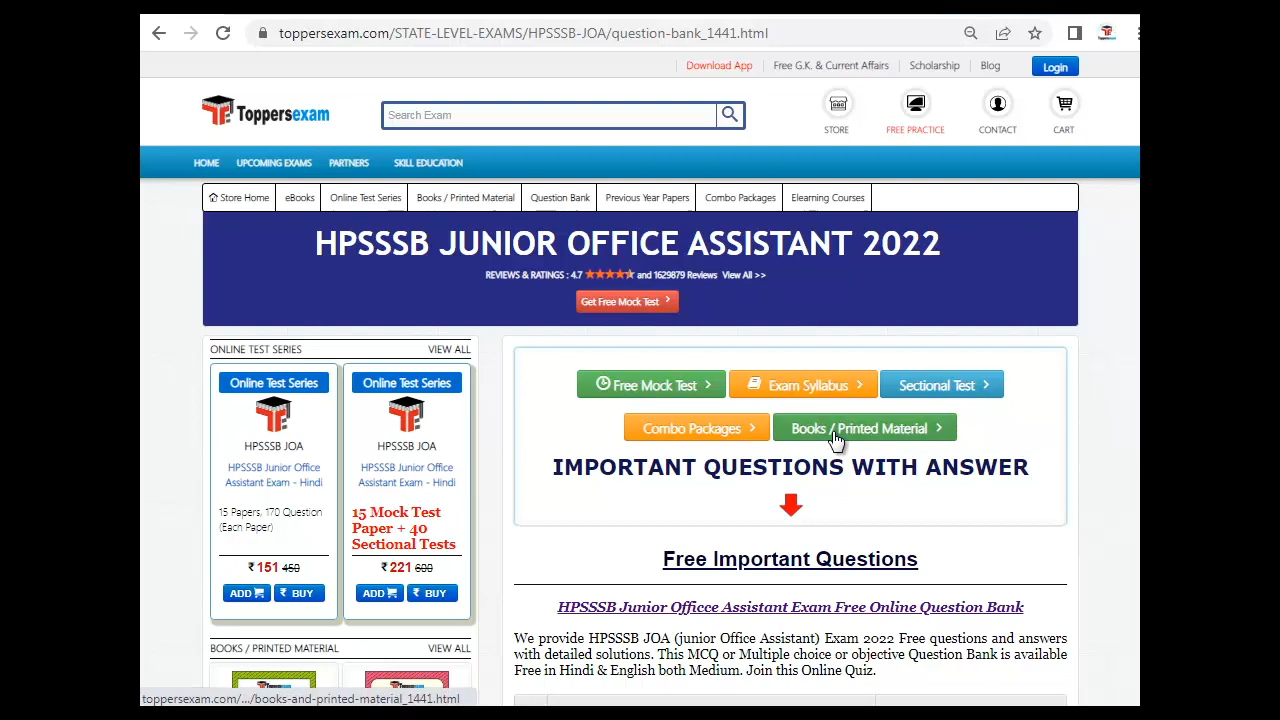 toppersexam.com/STATE-LEVEL-EXAMS/HPSSSB-JOA/question-bank_1441.html
Download App Free G.K. & Current Affairs Scholarship Blog Login
Toppersexam
Search Exam
STORE FREE PRACTICE CONTACT CART
HOME UPCOMING EXAMS PARTNERS SKILL EDUCATION
Store Home eBooks Online Test Series Books / Printed Material Question Bank Previous Year Papers Combo Packages Elearning Courses
HPSSSB JUNIOR OFFICE ASSISTANT 2022
REVIEWS & RATINGS : 4.7 and 1629879 Reviews View All >>
Get Free Mock Test
ONLINE TEST SERIES VIEW ALL
Online Test Series
HPSSSB JOA
HPSSSB Junior Office
Assistant Exam - Hindi
15 Papers, 170 Question
(Each Paper)
₹ 151 450
ADD ₹ BUY
Online Test Series
HPSSSB JOA
HPSSSB Junior Office
Assistant Exam - Hindi
15 Mock Test
Paper + 40
Sectional Tests
₹ 221 600
ADD ₹ BUY
BOOKS / PRINTED MATERIAL VIEW ALL
Free Mock Test Exam Syllabus Sectional Test
Combo Packages Books / Printed Material
IMPORTANT QUESTIONS WITH ANSWER
Free Important Questions
HPSSSB Junior Officce Assistant Exam Free Online Question Bank
We provide HPSSSB JOA (junior Office Assistant) Exam 2022 Free questions and answers
with detailed solutions. This MCQ or Multiple choice or objective Question Bank is available
Free in Hindi & English both Medium. Join this Online Quiz.
toppersexam.com/.../books-and-printed-material_1441.html